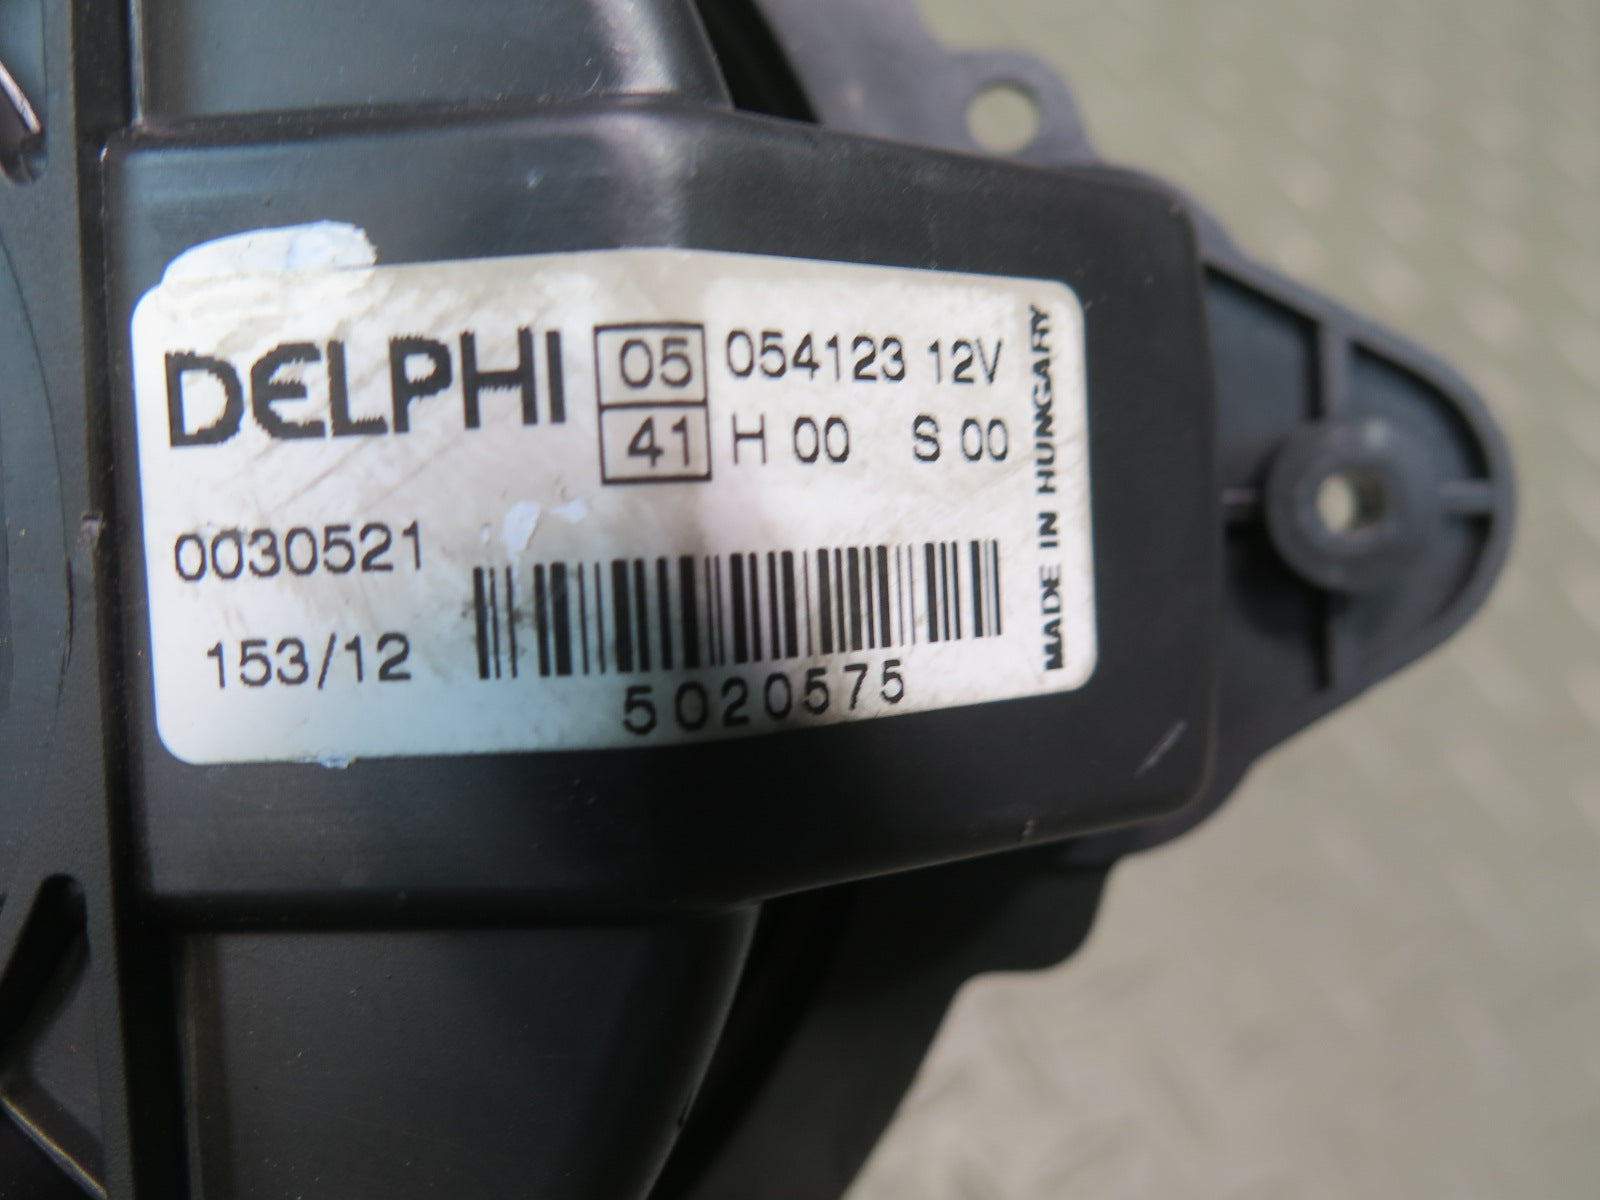 DELPHI 05 054123 12V
41 H 00 S 00
MADE IN HUNGARY
0030521
153/12
5020575